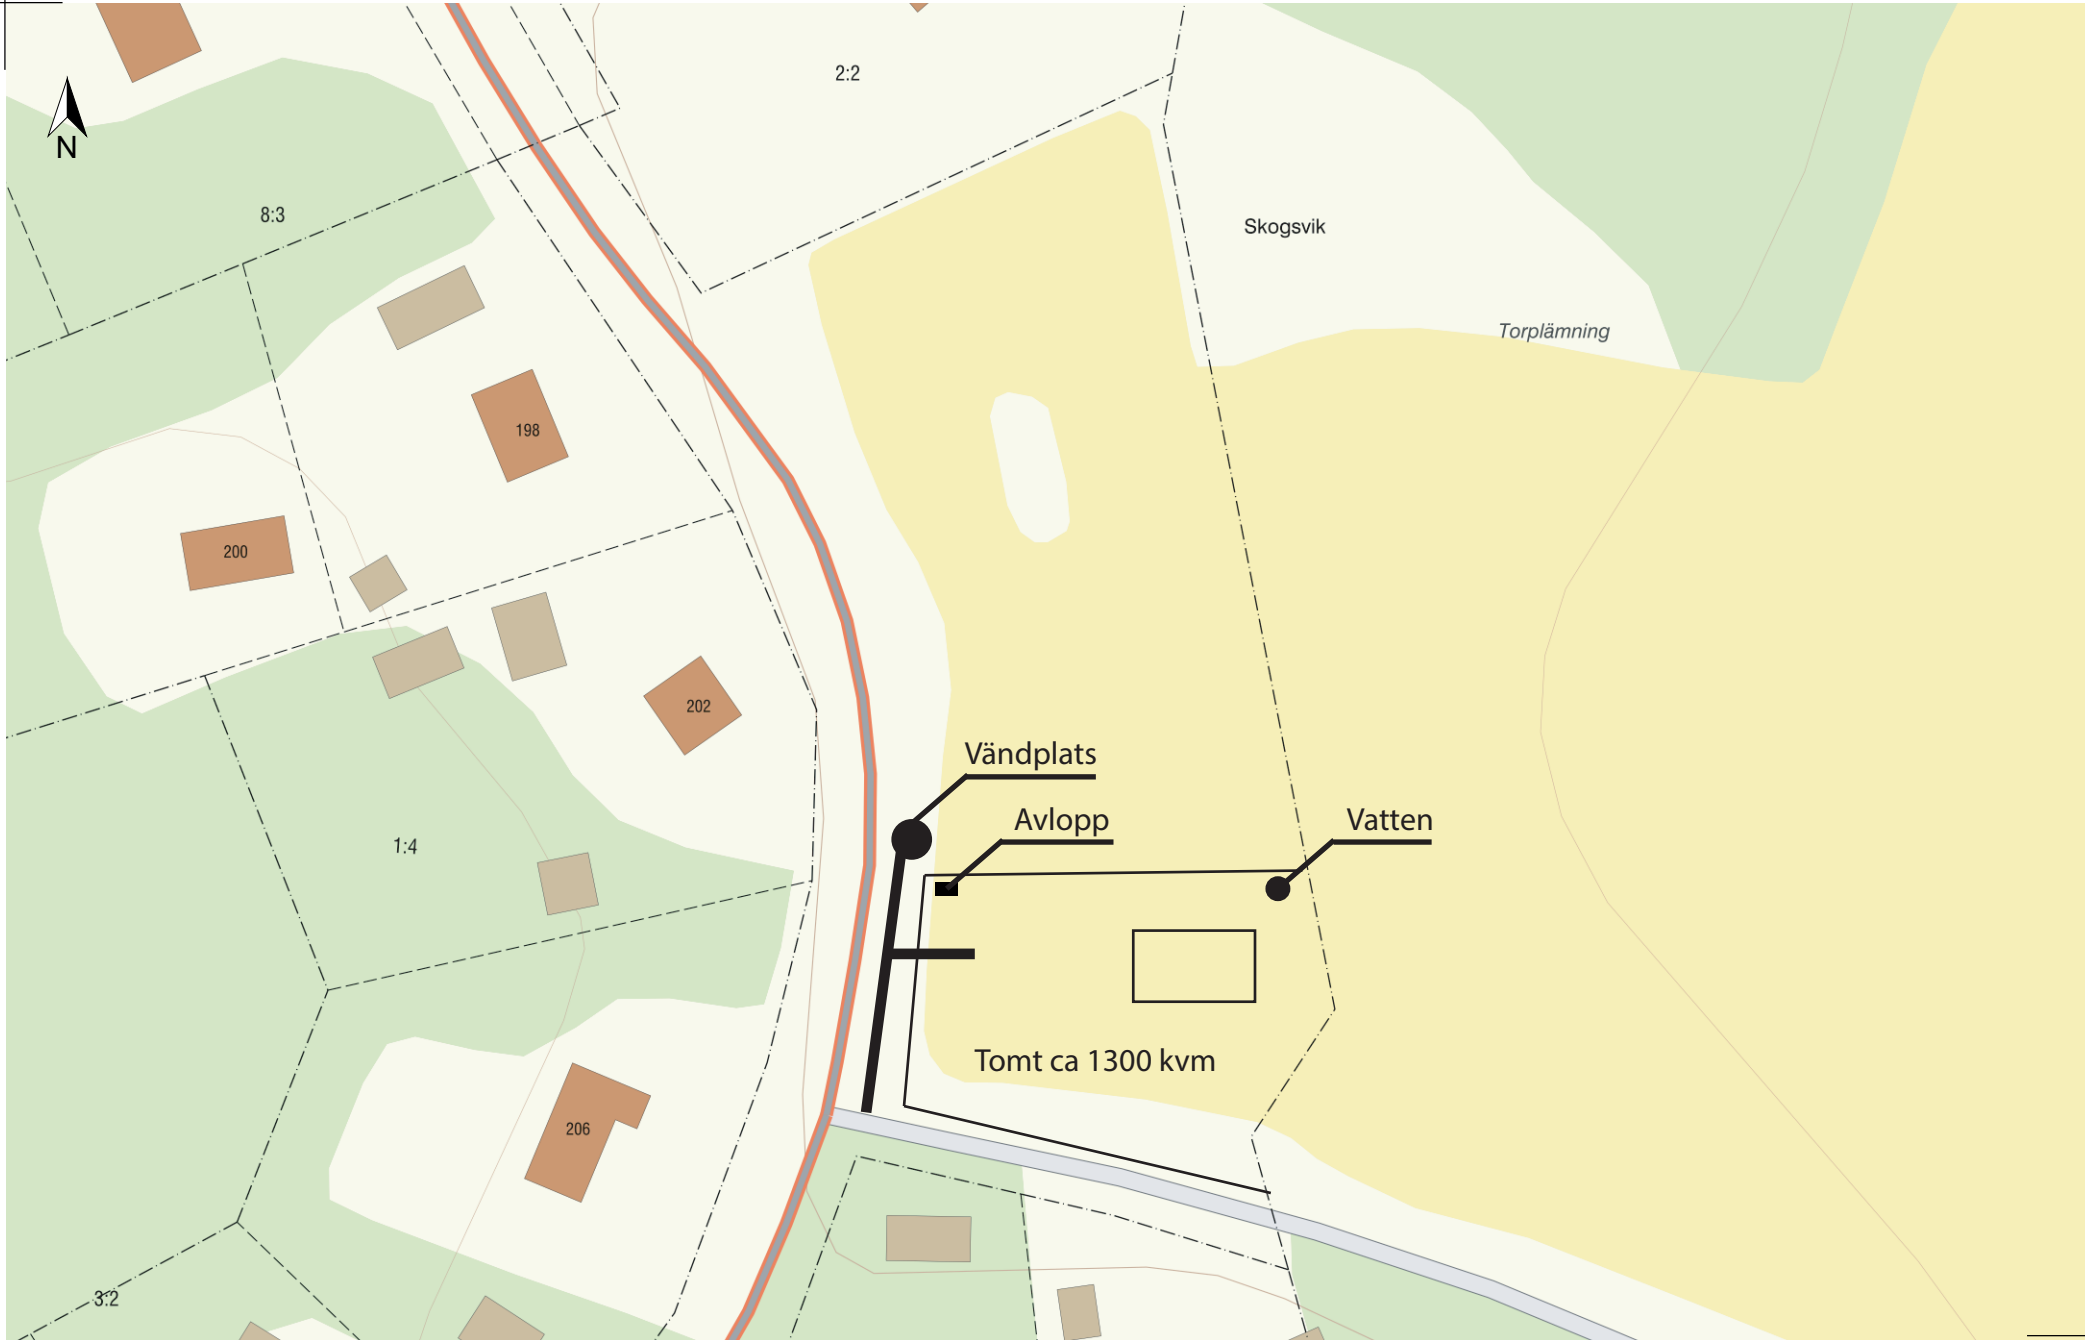 2:2
N
8:3
Skogsvik
Torplämning
198
200
202
Vändplats
Avlopp
Vatten
1:4
Tomt ca 1300 kvm
206
3:2